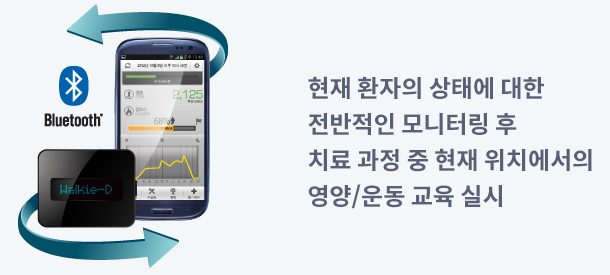 현재 환자의 상태에 대한
전반적인 모니터링 후
치료 과정 중 현재 위치에서의
영양/운동 교육 실시
Bluetooth
Walkie-D
2,125
68%